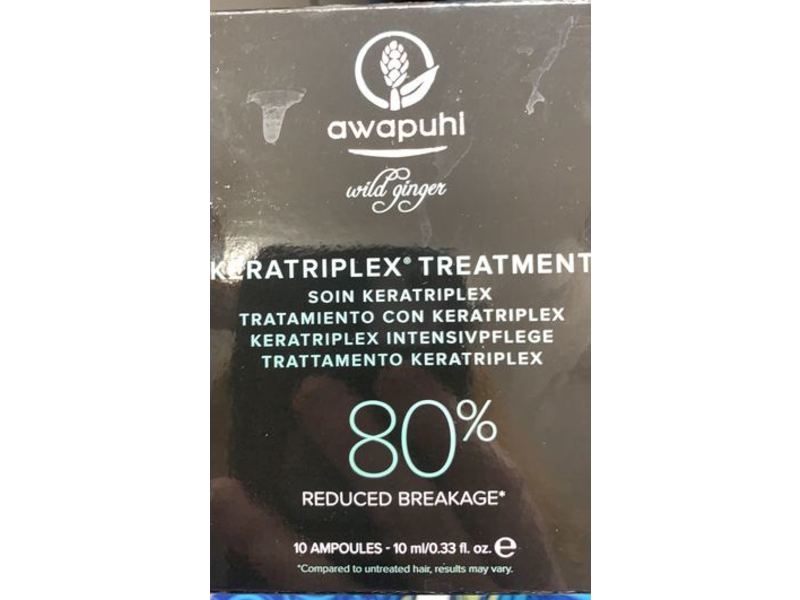 awapuhi
wild ginger
KERATRIPLEX® TREATMENT
SOIN KERATRIPLEX
TRATAMIENTO CON KERATRIPLEX
KERATRIPLEX INTENSIVPFLEGE
TRATTAMENTO KERATRIPLEX
80%
REDUCED BREAKAGE*
10 AMPOULES - 10 ml/0.33 fl. oz. ℮
*Compared to untreated hair, results may vary.